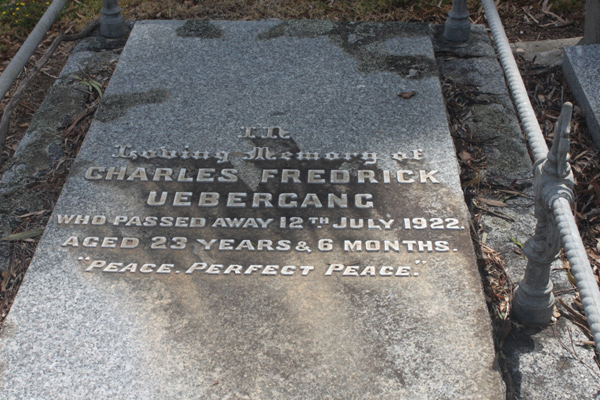 In
Loving Memory of
CHARLES FREDRICK
UEBERGANG
WHO PASSED AWAY 12TH JULY 1922.
AGED 23 YEARS & 6 MONTHS.
"PEACE. PERFECT PEACE."